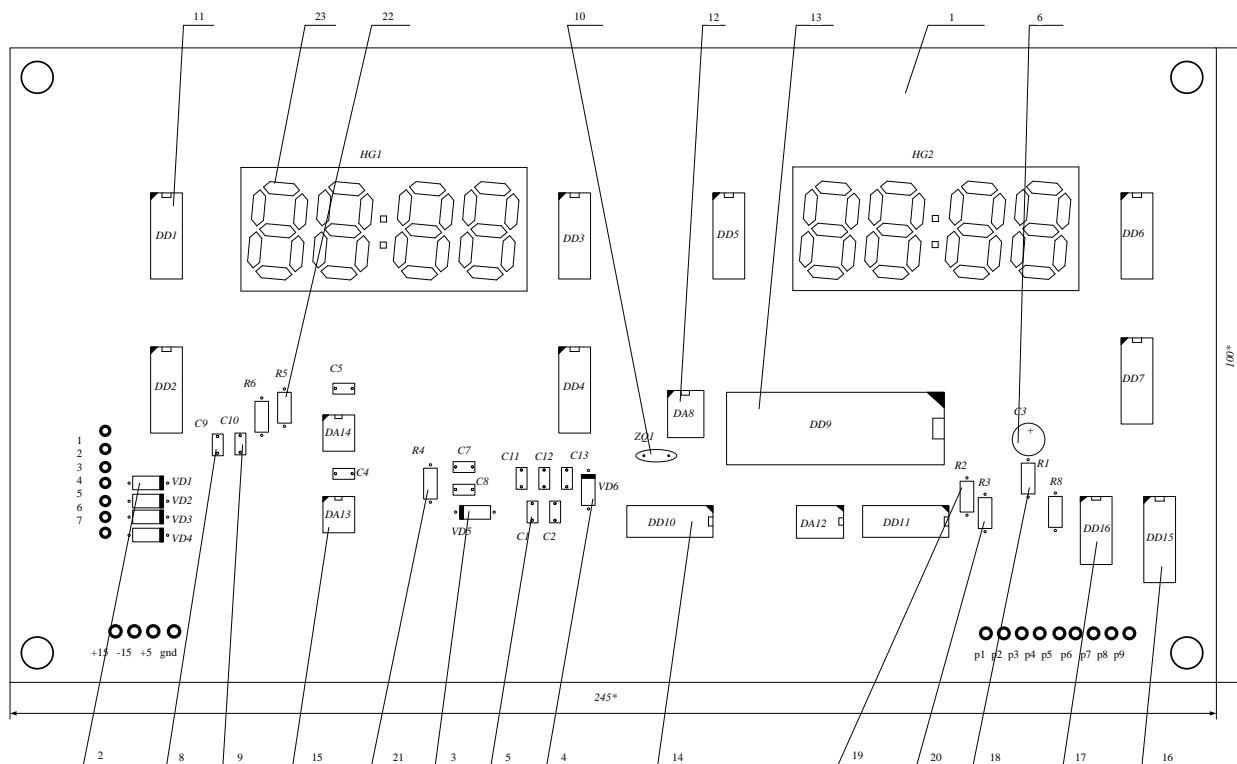 11 23 22 10 12 13 1 6
HG1 HG2
DD1 DD3 DD5 DD6
DD2 DD4 DD7
C5
R5
R6
DA8
DD9
C3
+
C9 C10
DA14
ZQ1
1
2
3
4
5
6
7
R4 C7 C11 C12 C13
C4
C8
VD6
R2 R1
R3 R8
VD1
VD2
VD3
VD4
DA13
VD5
C1 C2
DD10 DA12 DD11
DD16 DD15
100*
+15 -15 +5 gnd
p1 p2 p3 p4 p5 p6 p7 p8 p9
245*
2 8 9 15 21 3 5 4 14 19 20 18 17 16